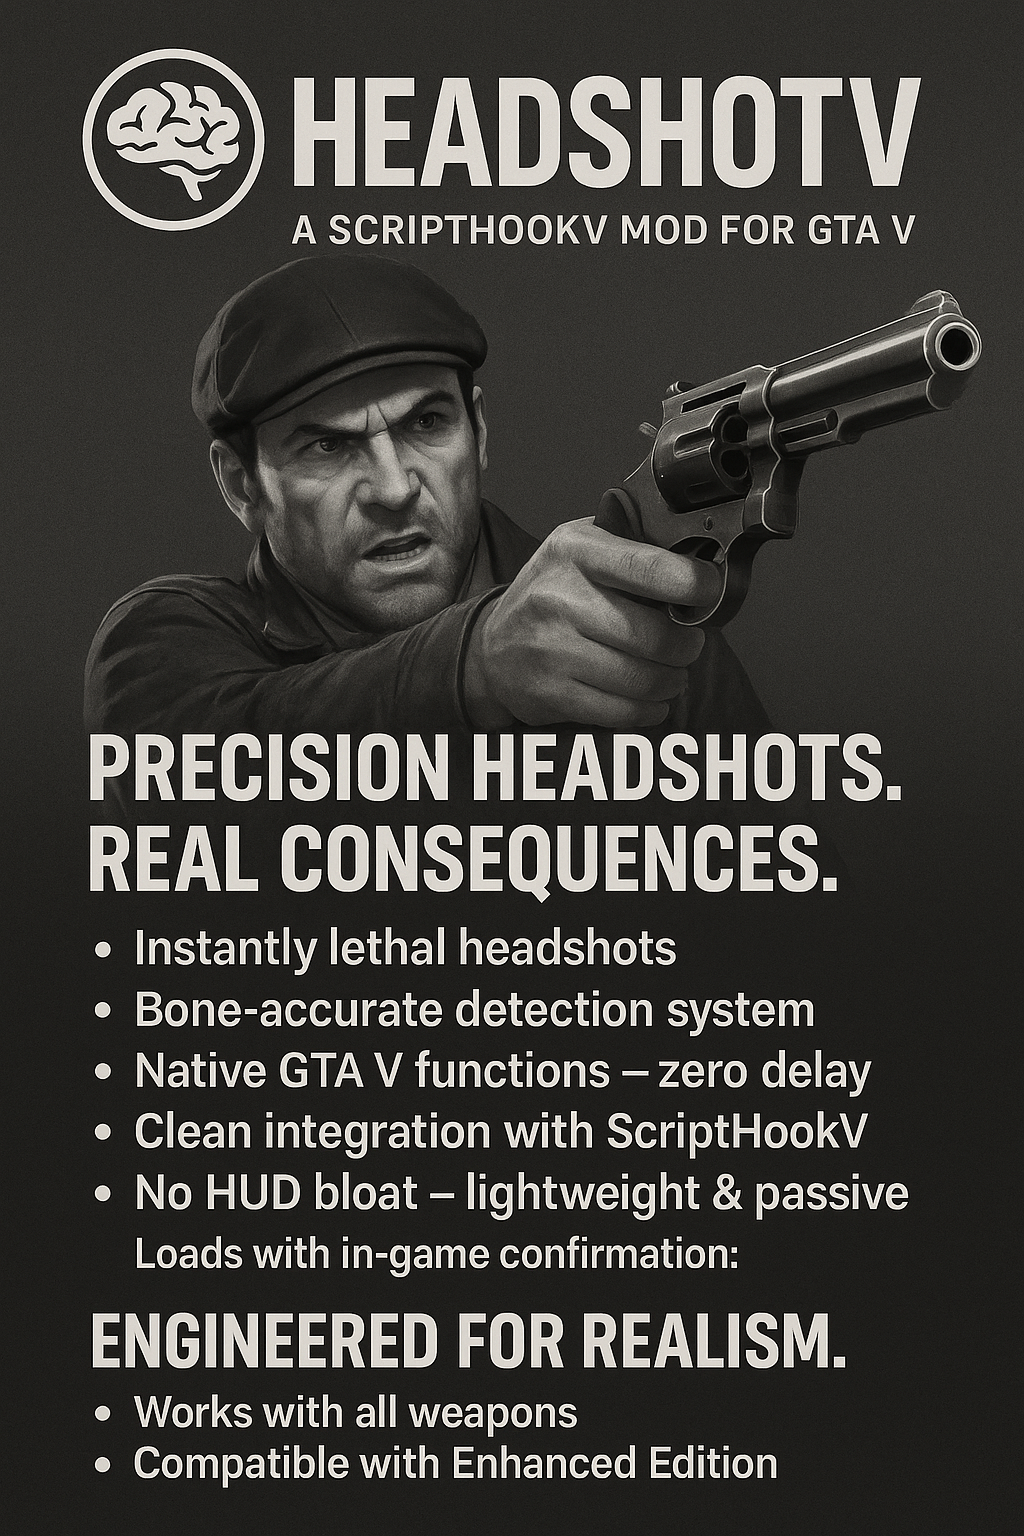 HEADSHOTV
A SCRIPTHOOKV MOD FOR GTA V
PRECISION HEADSHOTS.
REAL CONSEQUENCES.
• Instantly lethal headshots
• Bone-accurate detection system
• Native GTA V functions – zero delay
• Clean integration with ScriptHookV
• No HUD bloat – lightweight & passive
Loads with in-game confirmation:
ENGINEERED FOR REALISM.
• Works with all weapons
• Compatible with Enhanced Edition